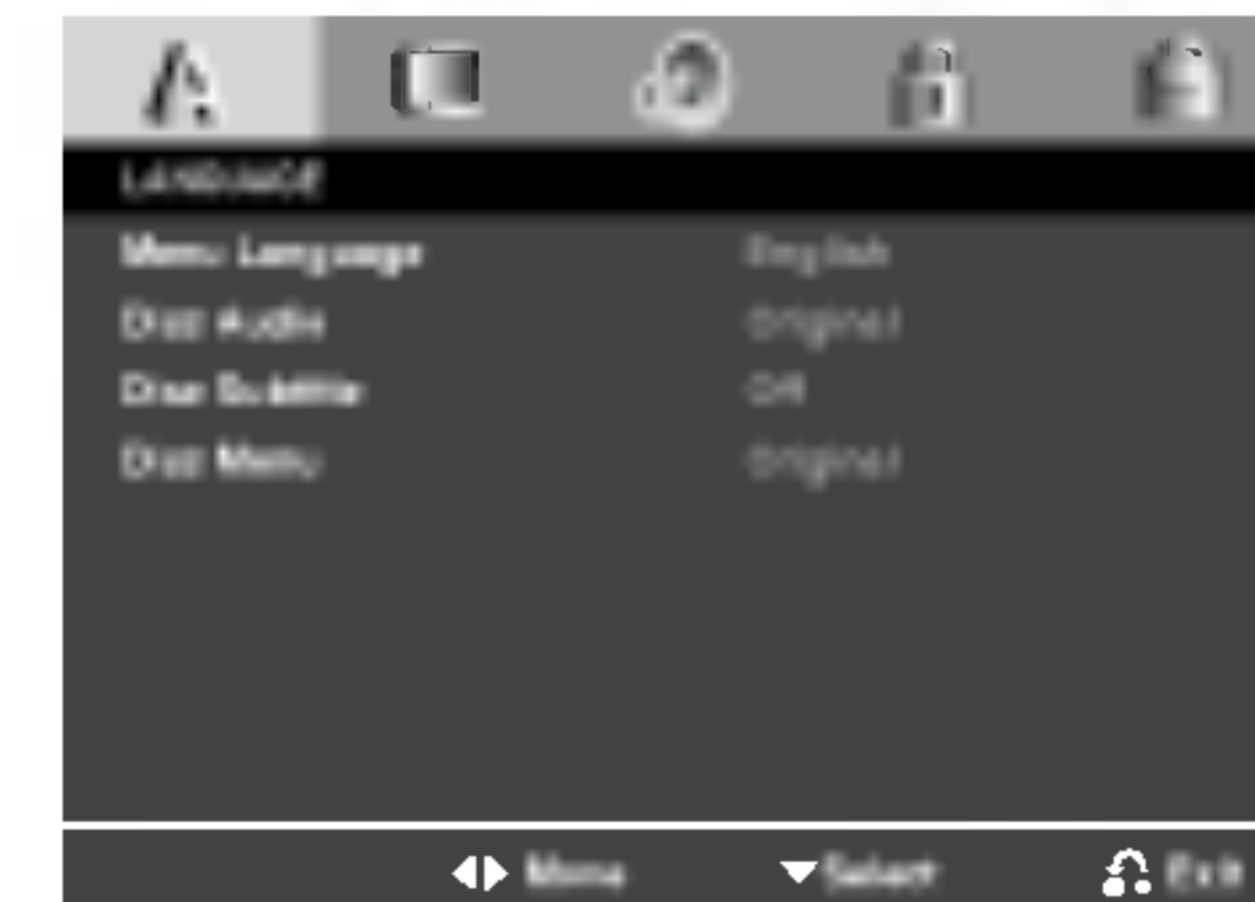 LANGUAGE
Menu Language English
Disc Audio Original
Disc Subtitle Off
Disc Menu Original
Move Select Exit